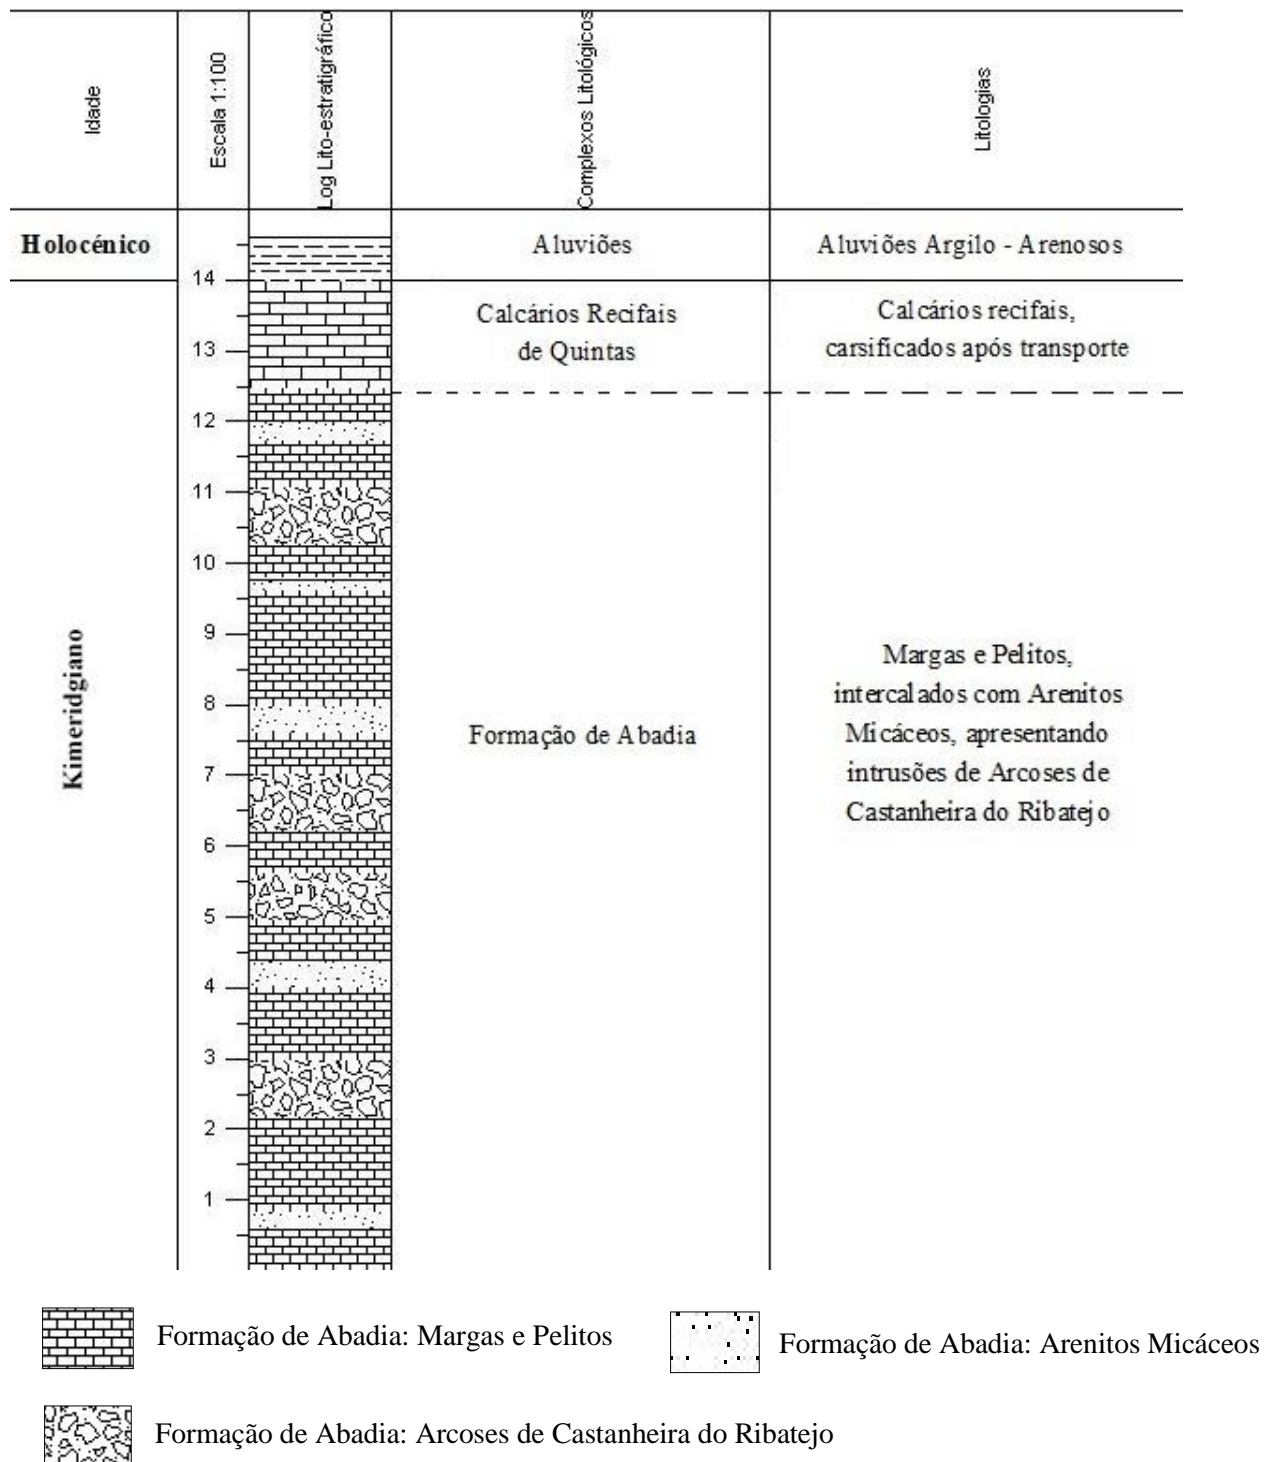 Idade
Escala 1:100
Log Lito-estratigráfico
Complexos Litológicos
Litologias
Holocénico
Aluviões
Aluviões Argilo - Arenosos
14
Calcários Recifais
de Quintas
Calcários recifais,
carsificados após transporte
13
12
11
10
9
8
7
6
5
4
3
2
1
Kimeridgiano
Formação de Abadia
Margas e Pelitos,
intercalados com Arenitos
Micáceos, apresentando
intrusões de Arcoses de
Castanheira do Ribatejo
Formação de Abadia: Margas e Pelitos
Formação de Abadia: Arenitos Micáceos
Formação de Abadia: Arcoses de Castanheira do Ribatejo